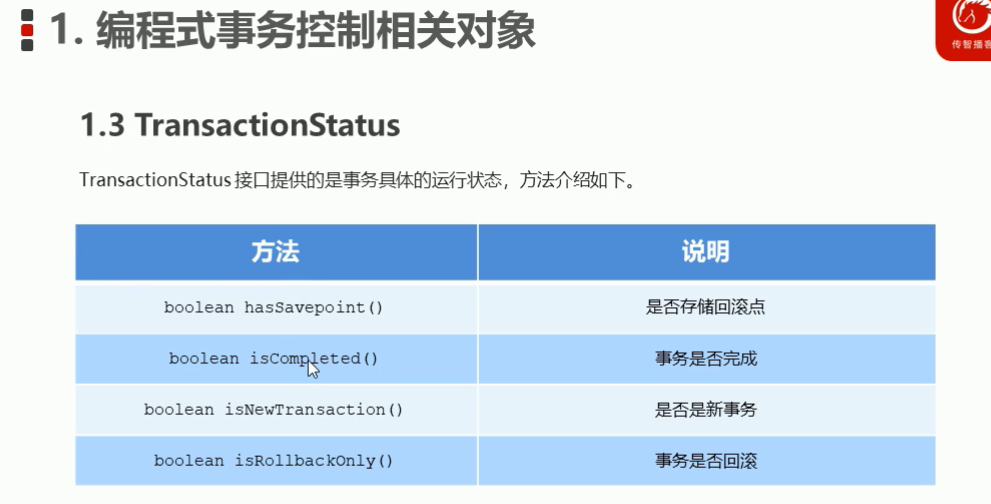 1. 编程式事务控制相关对象
传智播客
1.3 TransactionStatus
TransactionStatus 接口提供的是事务具体的运行状态，方法介绍如下。
方法 说明
boolean hasSavepoint() 是否存储回滚点
boolean isCompleted() 事务是否完成
boolean isNewTransaction() 是否是新事务
boolean isRollbackOnly() 事务是否回滚